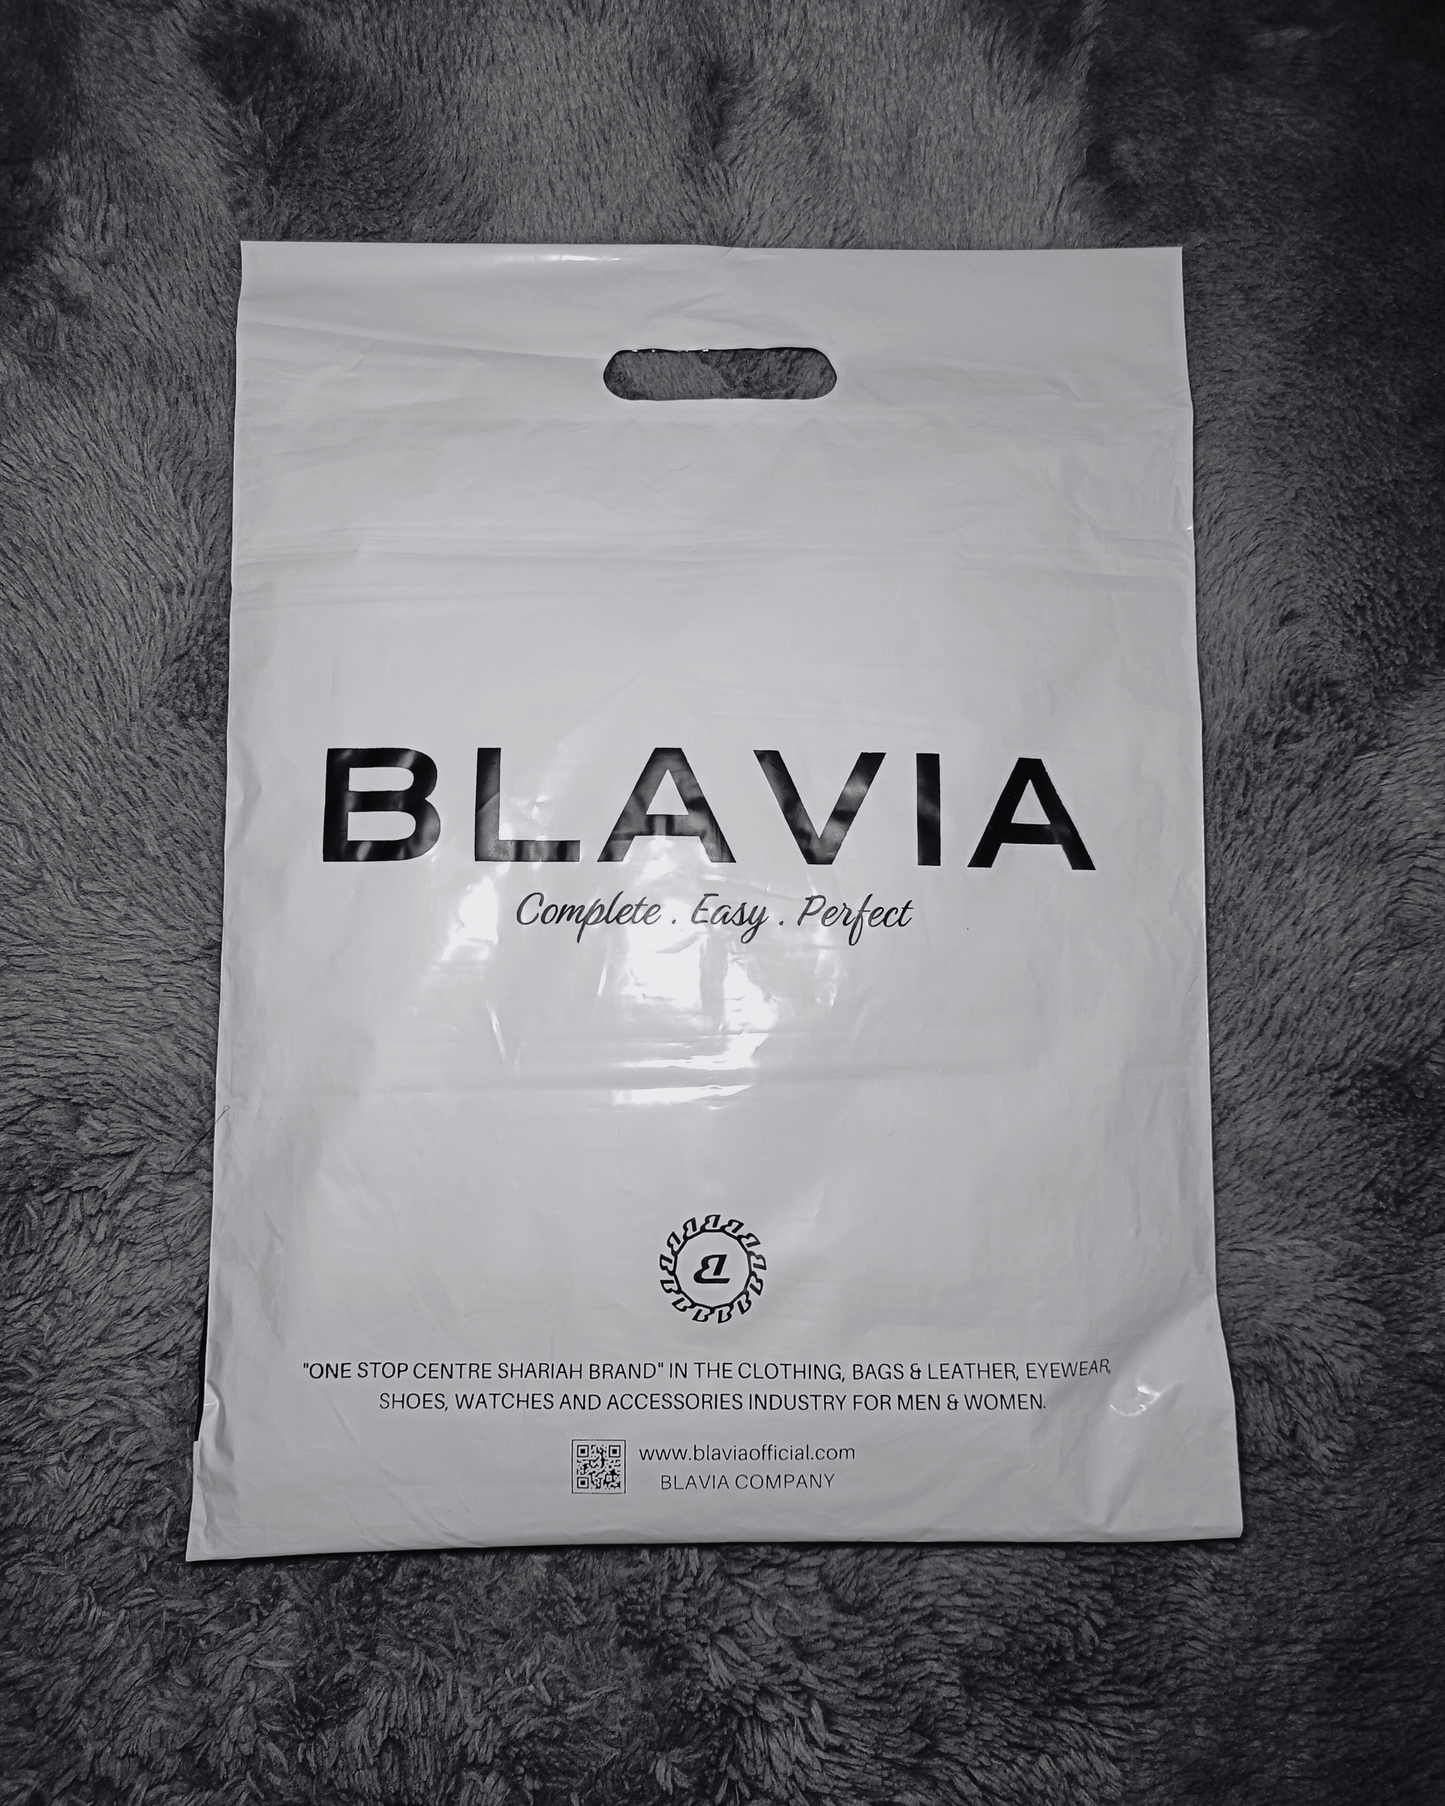 BLAVIA
Complete . Easy . Perfect
B
"ONE STOP CENTRE SHARIAH BRAND" IN THE CLOTHING, BAGS & LEATHER, EYEWEAR,
SHOES, WATCHES AND ACCESSORIES INDUSTRY FOR MEN & WOMEN.
www.blaviaofficial.com
BLAVIA COMPANY